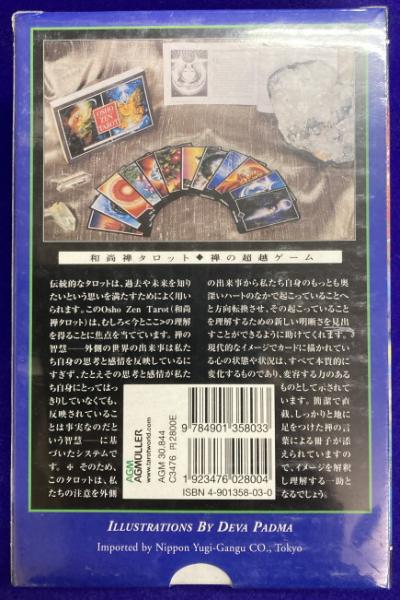 OSHO
ZEN
TAROT
和尚禅タロット◆禅の超越ゲーム
伝統的なタロットは、過去や未来を知り
たいという思いを満たすためによく用い
られます。このOsho Zen Tarot(和尚
禅タロット)は、むしろ<今ここ>の理解
を得ることに焦点を当てています。禅の
智慧——外側の世界の出来事は私た
ち自身の思考と感情を反映しているに
すぎず、たとえその思考と感情が私た
ち自身にとってはっ
きりしていなくても、
反映されているこ
とは事実なのだと
いう智慧——に基
づいたシステムで
す。✤そのため、
このタロットは、私
たちの注意を外側
の出来事から私たち自身のもっとも奥
深いハートのなかで起こっていることへ
と方向転換させ、その起こっていること
を理解するための新しい明晰さを見出
すことができるように助けてくれます。
現代的なイメージでカードに描かれてい
る心の状態や状況は、すべて本質的に
変化するものであり、変容する力のある
ものとして示されて
います。簡潔で直
截、しっかりと地に
足をつけた禅の言
葉による冊子が添
えられていますの
で、イメージを解釈
し理解する一助と
なるでしょう。
AGM
AGMÜLLER
www.tarotworld.com
AGM 30.844
C3476 ¥2800E
9 784901 358033
1 923476 028004
ISBN 4-901358-03-0
ILLUSTRATIONS BY DEVA PADMA
Imported by Nippon Yugi-Gangu CO., Tokyo